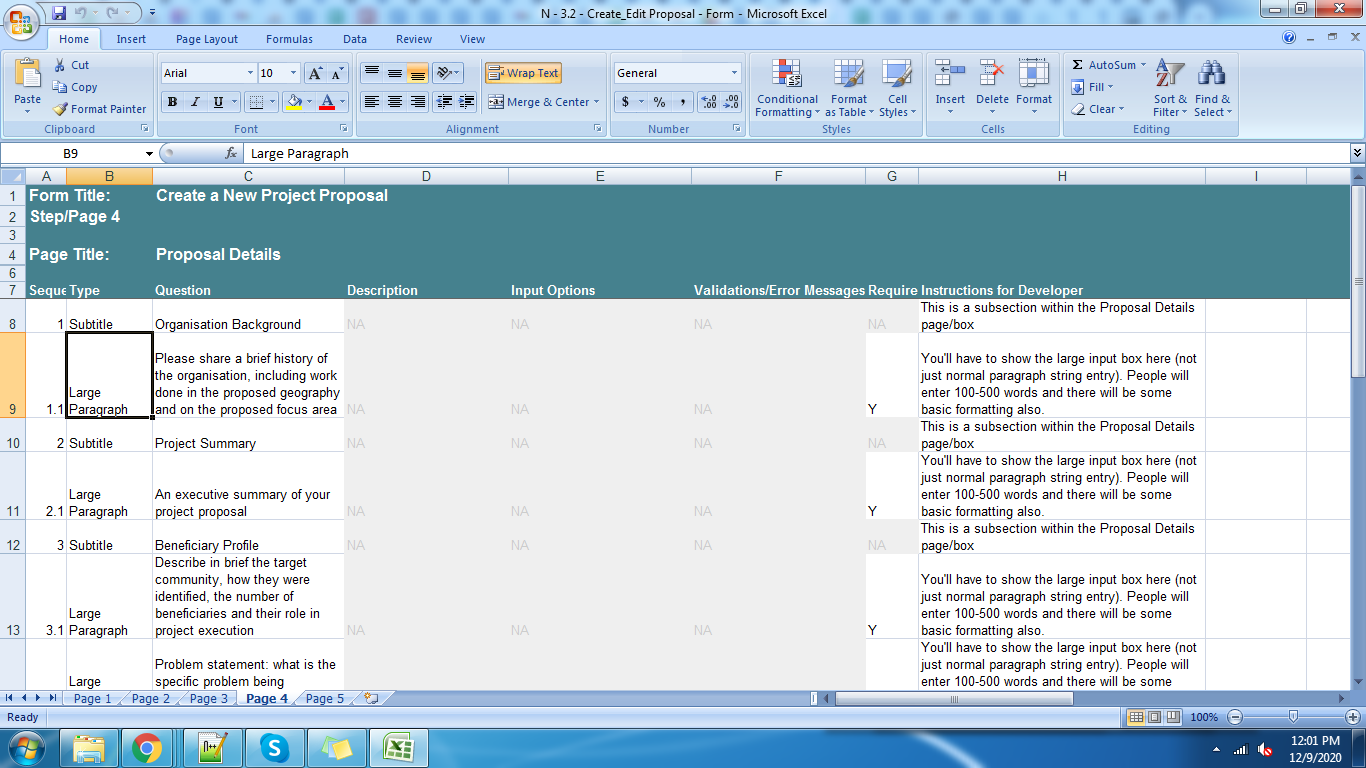 N - 3.2 - Create_Edit Proposal - Form - Microsoft Excel
Home Insert Page Layout Formulas Data Review View
Paste
Cut
Copy
Format Painter
Clipboard
Arial 10
B I U
Font
Wrap Text
Merge & Center
Alignment
General
$ % ,
Number
Conditional Formatting
Format as Table
Cell Styles
Styles
Insert Delete Format
Cells
Σ AutoSum
Fill
Clear
Sort & Filter
Find & Select
Editing
B9 fx Large Paragraph
A B C D E F G H I
1 Form Title: Create a New Project Proposal
2 Step/Page 4
3
4 Page Title: Proposal Details
6
7 Seque Type Question Description Input Options Validations/Error Messages Require Instructions for Developer
This is a subsection within the Proposal Details
8 1 Subtitle Organisation Background NA NA NA NA page/box
Please share a brief history of You'll have to show the large input box here (not
the organisation, including work just normal paragraph string entry). People will
Large done in the proposed geography enter 100-500 words and there will be some
9 1.1 Paragraph and on the proposed focus area NA NA NA Y basic formatting also.
This is a subsection within the Proposal Details
10 2 Subtitle Project Summary NA NA NA NA page/box
You'll have to show the large input box here (not
just normal paragraph string entry). People will
Large An executive summary of your enter 100-500 words and there will be some
11 2.1 Paragraph project proposal NA NA NA Y basic formatting also.
This is a subsection within the Proposal Details
12 3 Subtitle Beneficiary Profile NA NA NA NA page/box
Describe in brief the target
community, how they were You'll have to show the large input box here (not
identified, the number of just normal paragraph string entry). People will
Large beneficiaries and their role in enter 100-500 words and there will be some
13 3.1 Paragraph project execution NA NA NA Y basic formatting also.
You'll have to show the large input box here (not
Problem statement: what is the just normal paragraph string entry). People will
Large specific problem being enter 100-500 words and there will be some
Page 1 Page 2 Page 3 Page 4 Page 5
Ready 100%
12:01 PM
12/9/2020